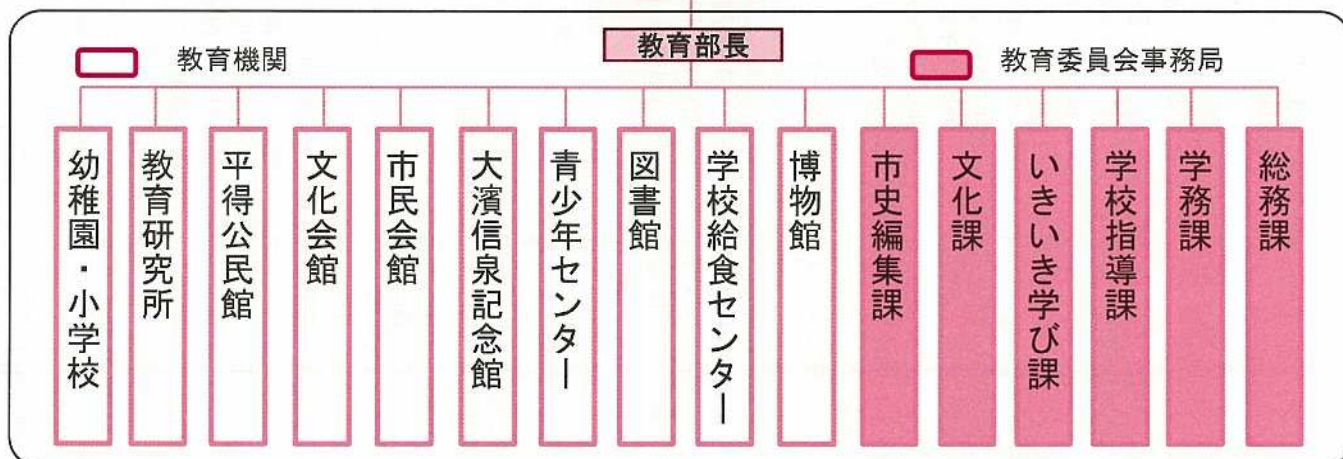 教育部長
教育機関
教育委員会事務局
総務課
学務課
学校指導課
いきいき学び課
文化課
市史編集課
博物館
学校給食センター
図書館
青少年センター
大濱信泉記念館
市民会館
文化会館
平得公民館
教育研究所
幼稚園・小学校